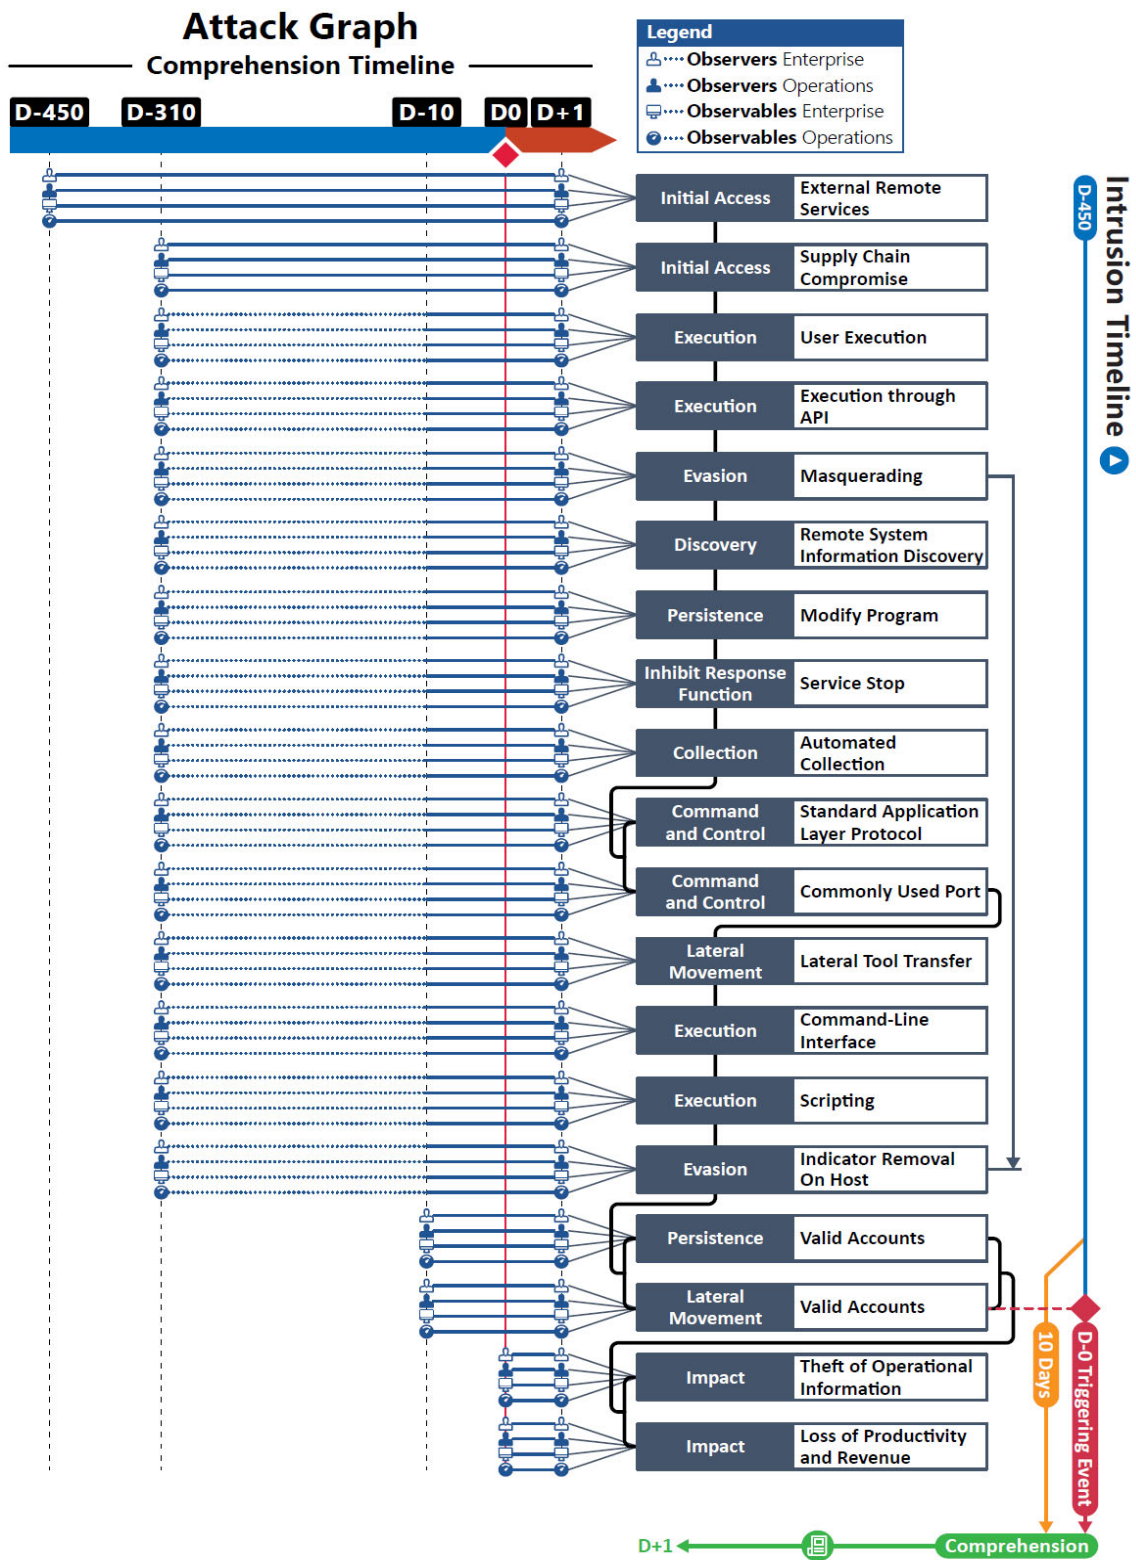 Attack Graph
Comprehension Timeline
D-450
D-310
D-10
D0
D+1
Legend
Observers Enterprise
Observers Operations
Observables Enterprise
Observables Operations
Intrusion Timeline
D-450
Initial Access
External Remote
Services
Initial Access
Supply Chain
Compromise
Execution
User Execution
Execution
Execution through
API
Evasion
Masquerading
Discovery
Remote System
Information Discovery
Persistence
Modify Program
Inhibit Response
Function
Service Stop
Collection
Automated
Collection
Command
and Control
Standard Application
Layer Protocol
Command
and Control
Commonly Used Port
Lateral
Movement
Lateral Tool Transfer
Execution
Command-Line
Interface
Execution
Scripting
Evasion
Indicator Removal
On Host
Persistence
Valid Accounts
Lateral
Movement
Valid Accounts
Impact
Theft of Operational
Information
Impact
Loss of Productivity
and Revenue
10 Days
D-0 Triggering Event
D+1
Comprehension